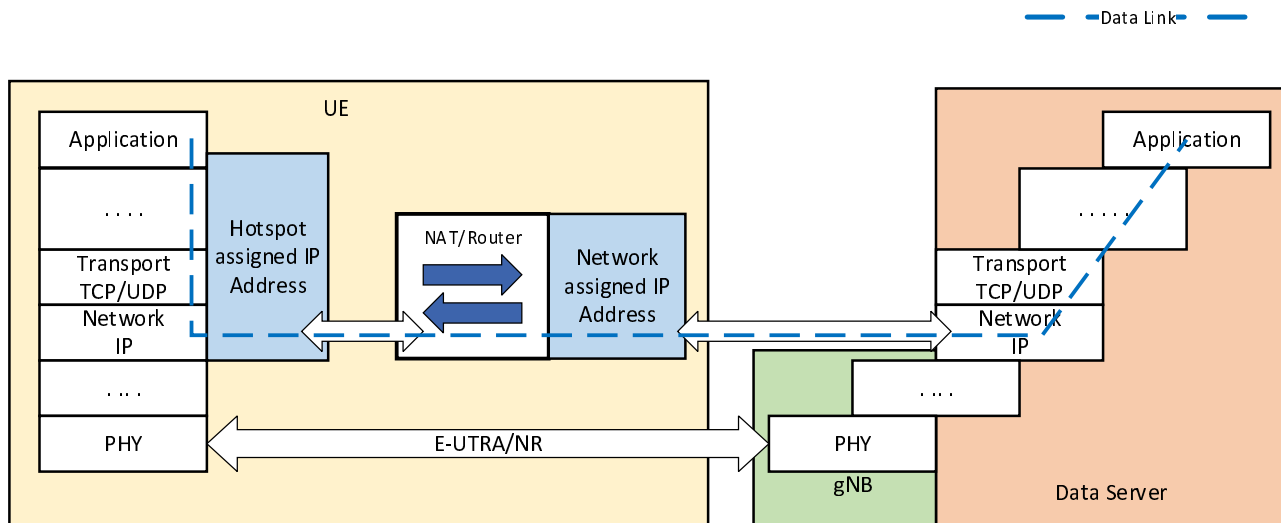 Data Link
UE
Application
. . . .
Transport
TCP/UDP
Network
IP
. . . .
PHY
Hotspot
assigned IP
Address
NAT/Router
Network
assigned IP
Address
E-UTRA/NR
Application
. . . . .
Transport
TCP/UDP
Network
IP
. . . .
PHY
gNB
Data Server